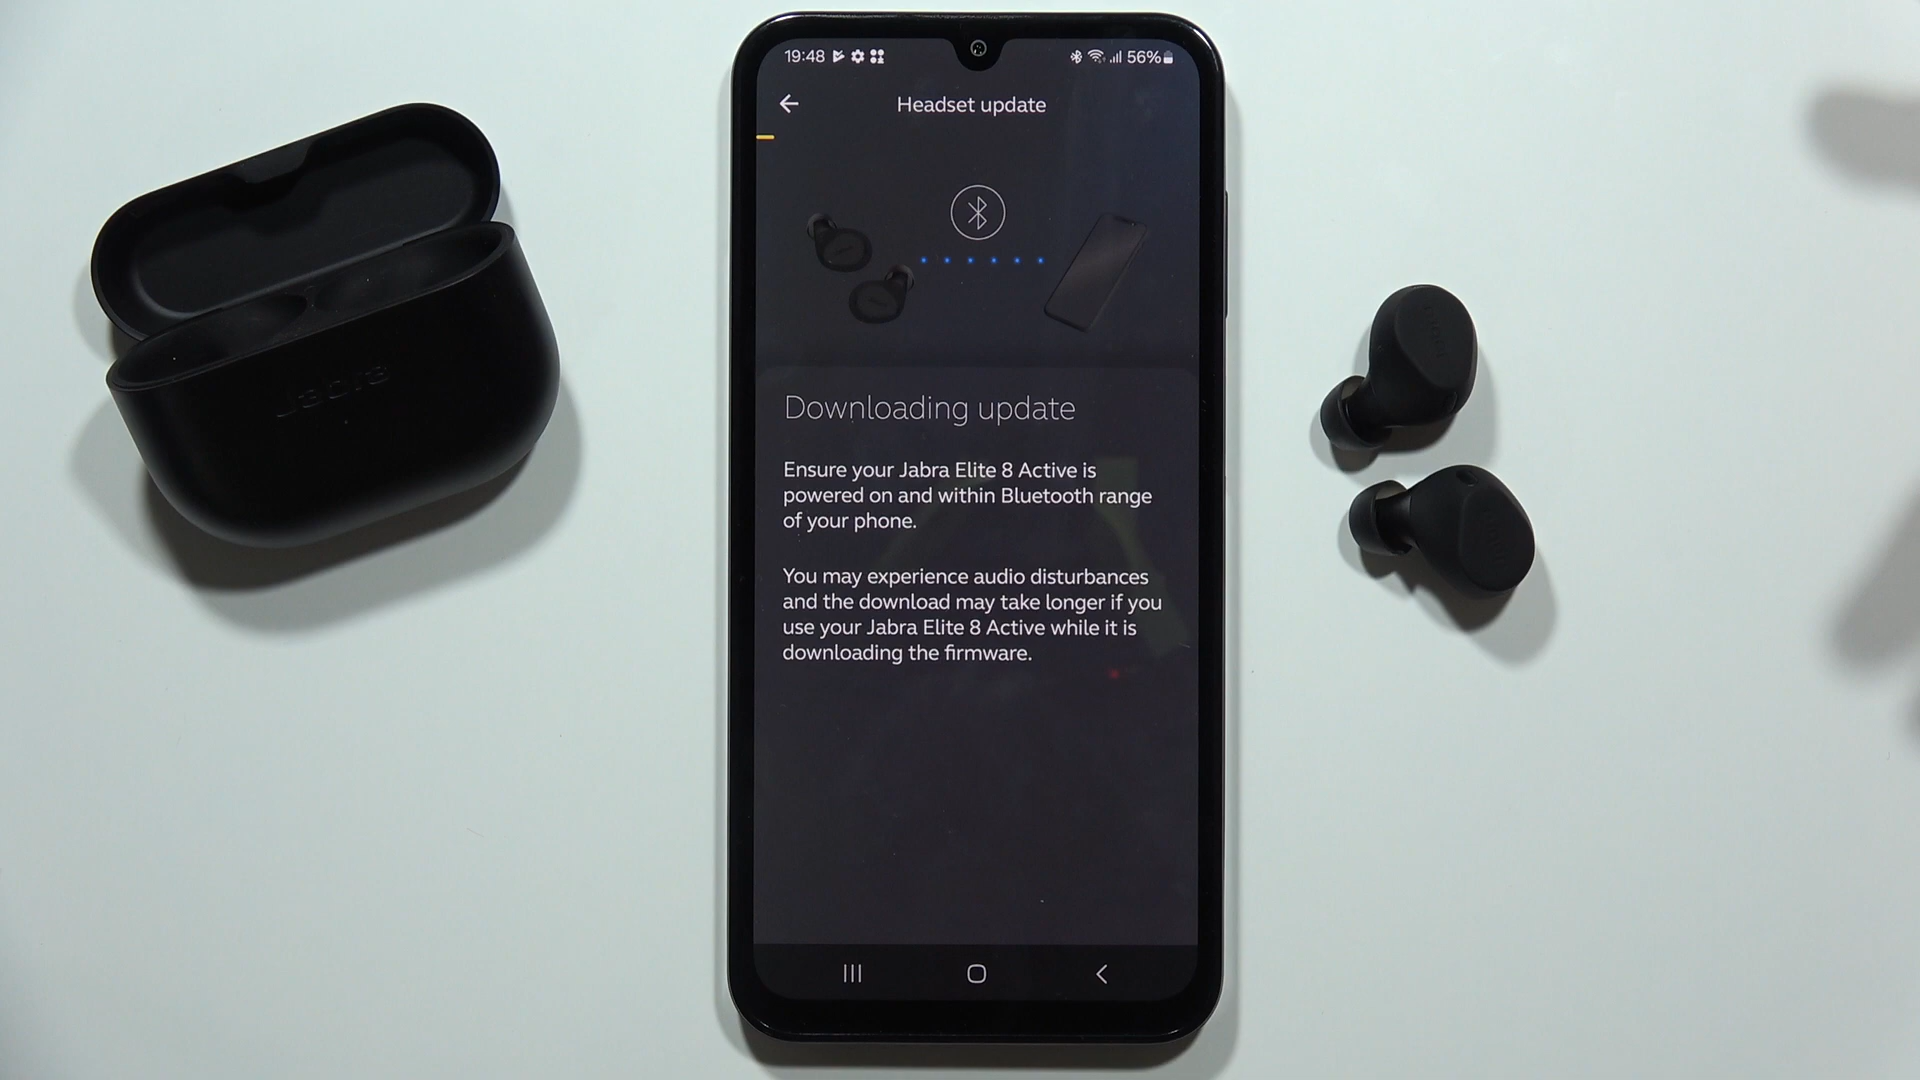 19:48
56%
Headset update
Downloading update
Ensure your Jabra Elite 8 Active is
powered on and within Bluetooth range
of your phone.
You may experience audio disturbances
and the download may take longer if you
use your Jabra Elite 8 Active while it is
downloading the firmware.
Jabra